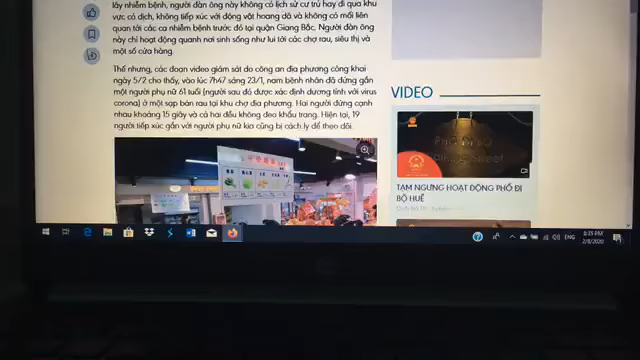 lây nhiễm bệnh, người đàn ông này không có lịch sử cư trú hay đi qua khu
vực có dịch, không tiếp xúc với động vật hoang dã và không có mối liên
quan tới các ca nhiễm bệnh trước đó tại quận Giang Bắc. Người đàn ông
này chỉ hoạt động quanh nơi sinh sống như lui tới các chợ rau, siêu thị và
một số cửa hàng.
Thế nhưng, các đoạn video giám sát do công an địa phương công khai
ngày 5/2 cho thấy, vào lúc 7h47 sáng 23/1, nam bệnh nhân đã đứng gần
một người phụ nữ 61 tuổi (người sau đó được xác định dương tính với virus
corona) ở một sạp bán rau tại khu chợ địa phương. Hai người đứng cạnh
nhau khoảng 15 giây và cả hai đều không đeo khẩu trang. Hiện tại, 19
người tiếp xúc gần với người phụ nữ kia cũng bị cách ly để theo dõi.
VIDEO
PHỐ ĐI BỘ
Walking Street
TẠM NGƯNG HOẠT ĐỘNG PHỐ ĐI
BỘ HUẾ
ENG
8:35 PM
2/8/2020